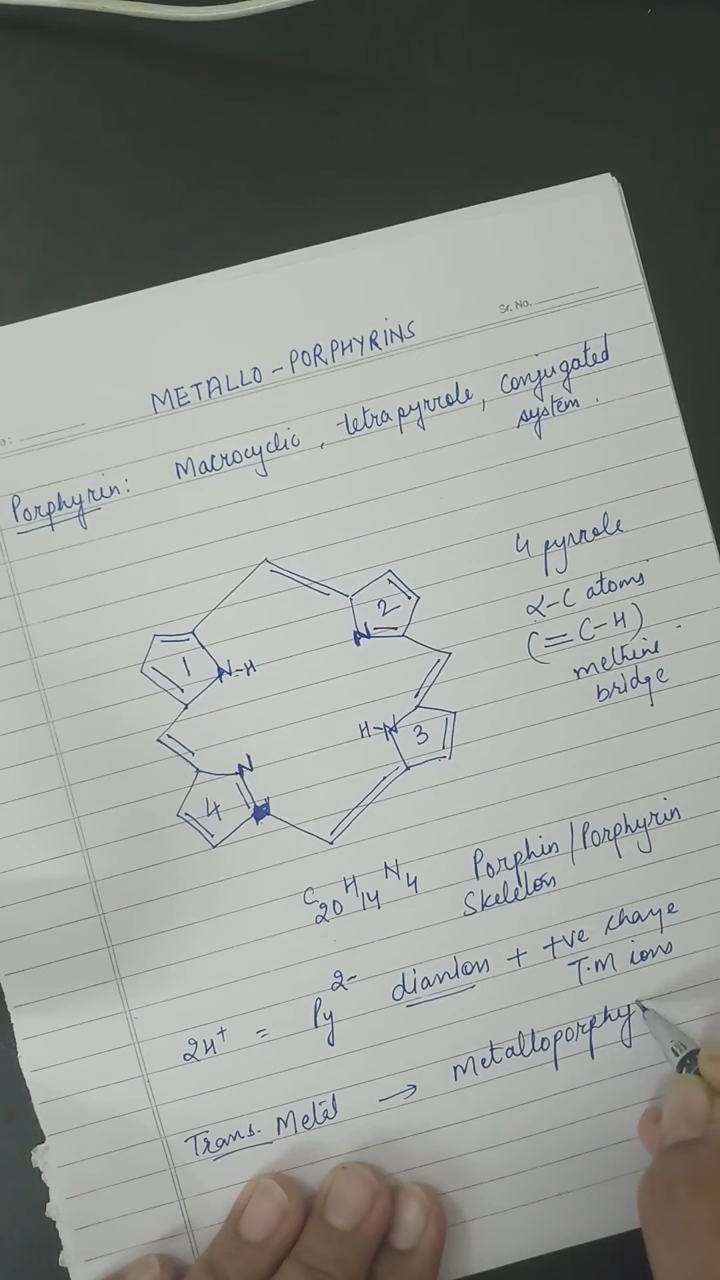 Sr. No.
METALLO-PORPHYRINS
Porphyrin: Macrocyclic, tetrapyrrole, conjugated
system.
4 pyrrole
α-C atoms
(=C-H)
methine
bridge
1
N-H
2
N
H-N
3
4
N
C20H14N4 Porphin/Porphyrin
Skeleton
2H+ = Py2- dianion + +ve charge
T.M ions
Trans. Metal → Metalloporphy